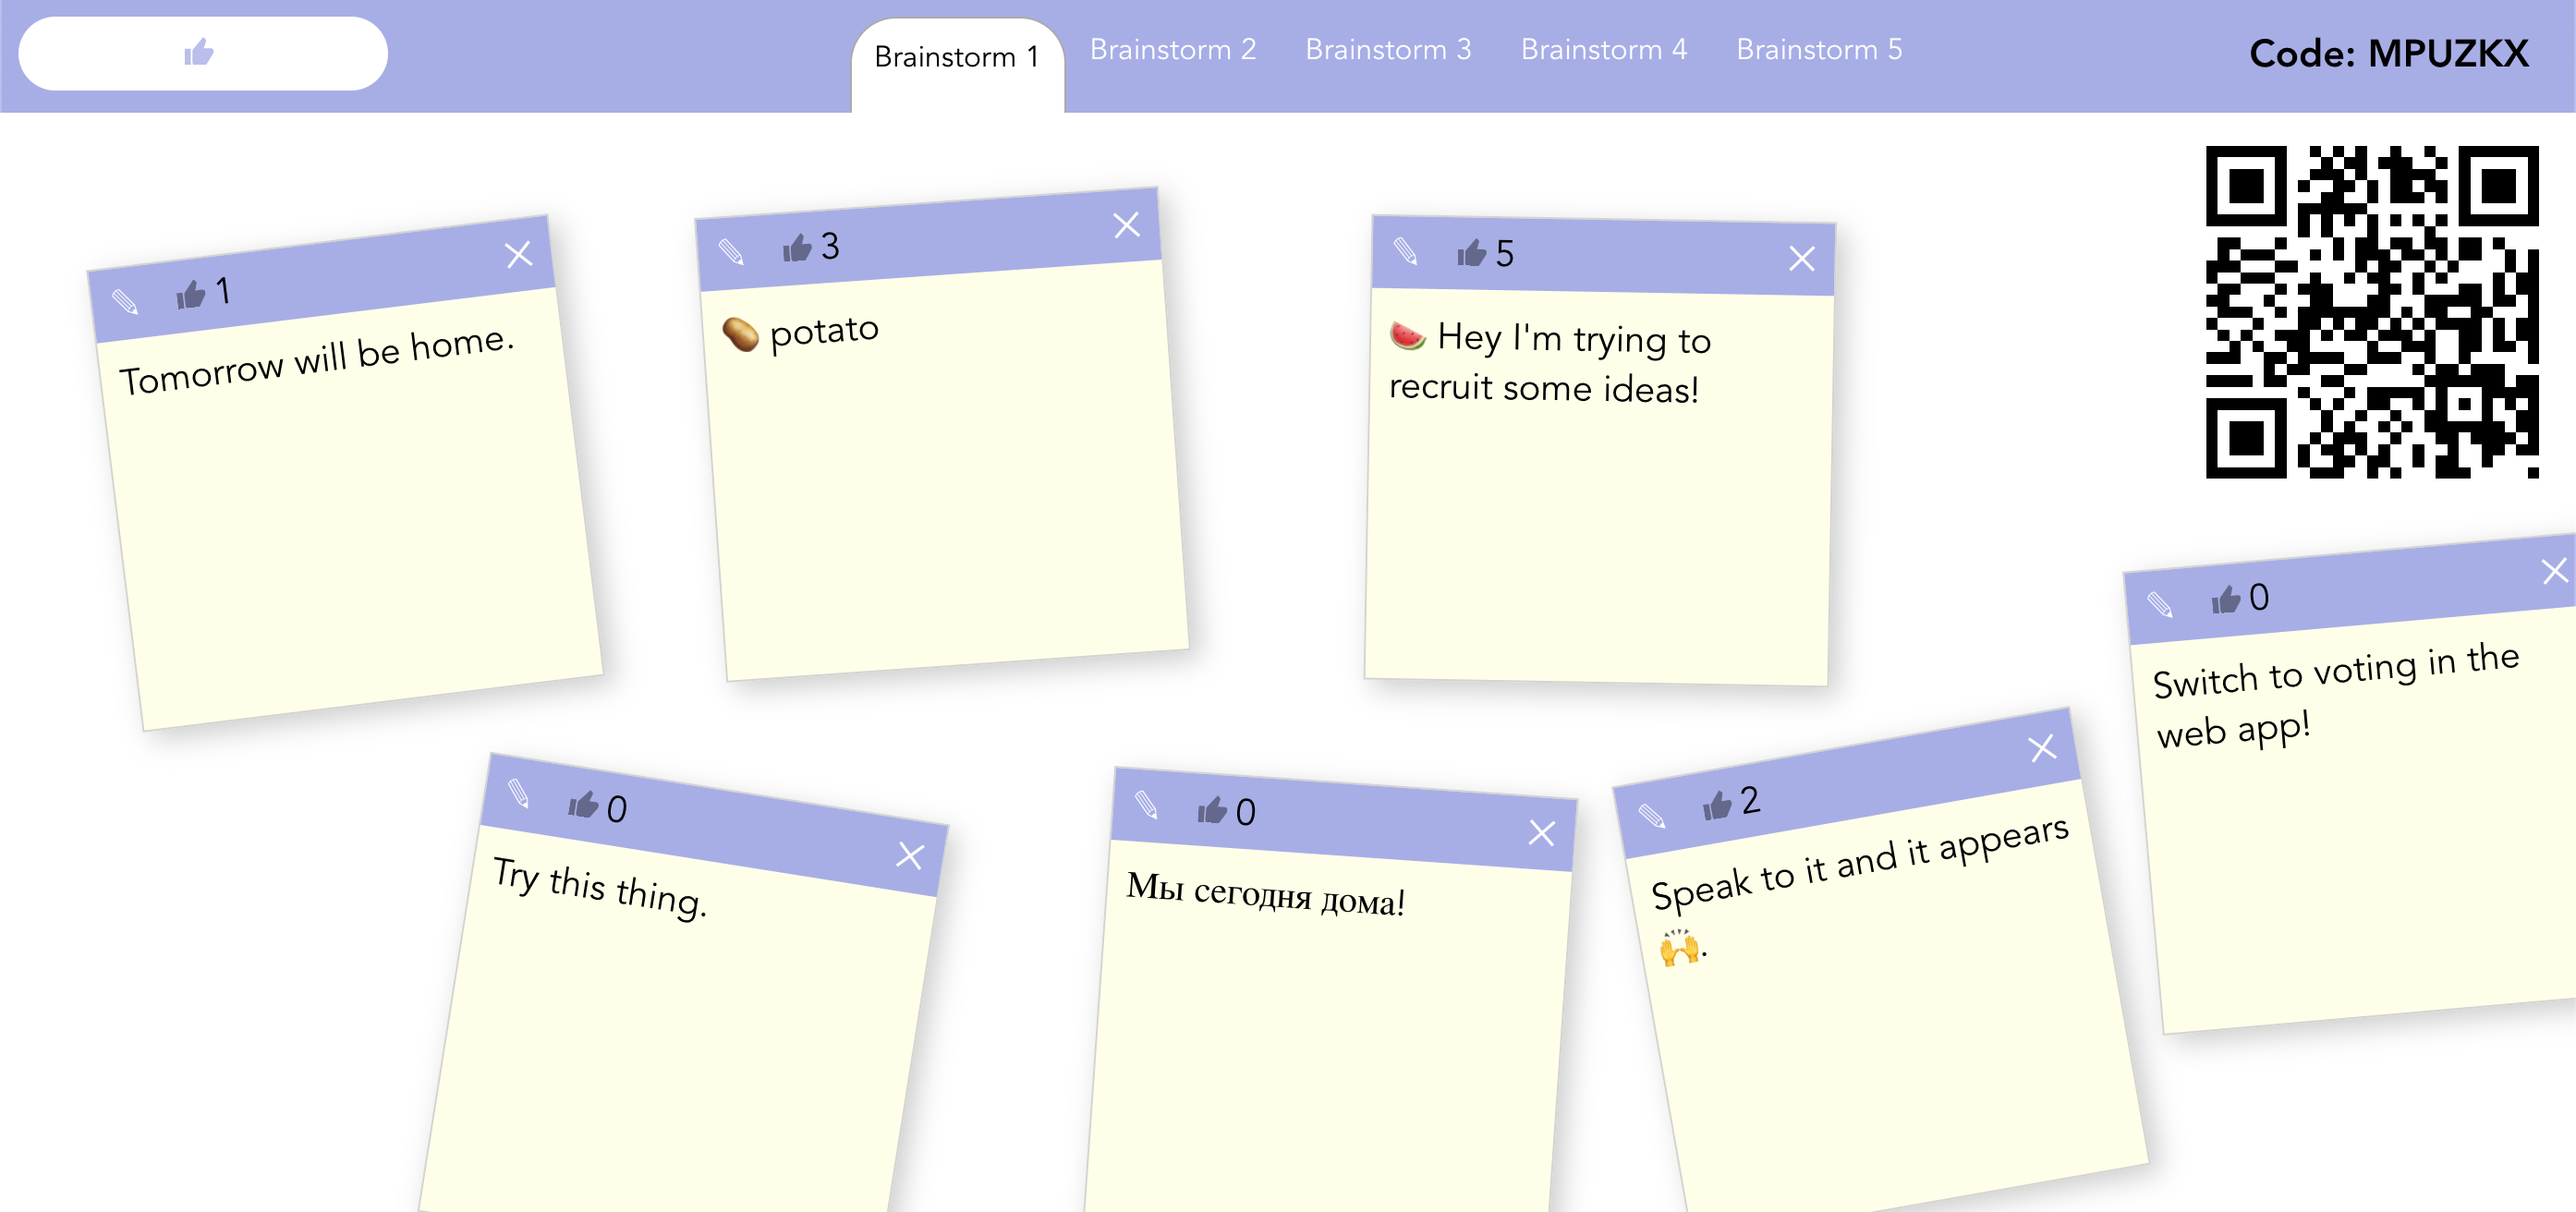 Brainstorm 1
Brainstorm 2
Brainstorm 3
Brainstorm 4
Brainstorm 5
Code: MPUZKX
1
Tomorrow will be home.
3
🥔 potato
5
🍉 Hey I'm trying to
recruit some ideas!
0
Switch to voting in the
web app!
0
Try this thing.
0
Мы сегодня дома!
2
Speak to it and it appears
🙌.